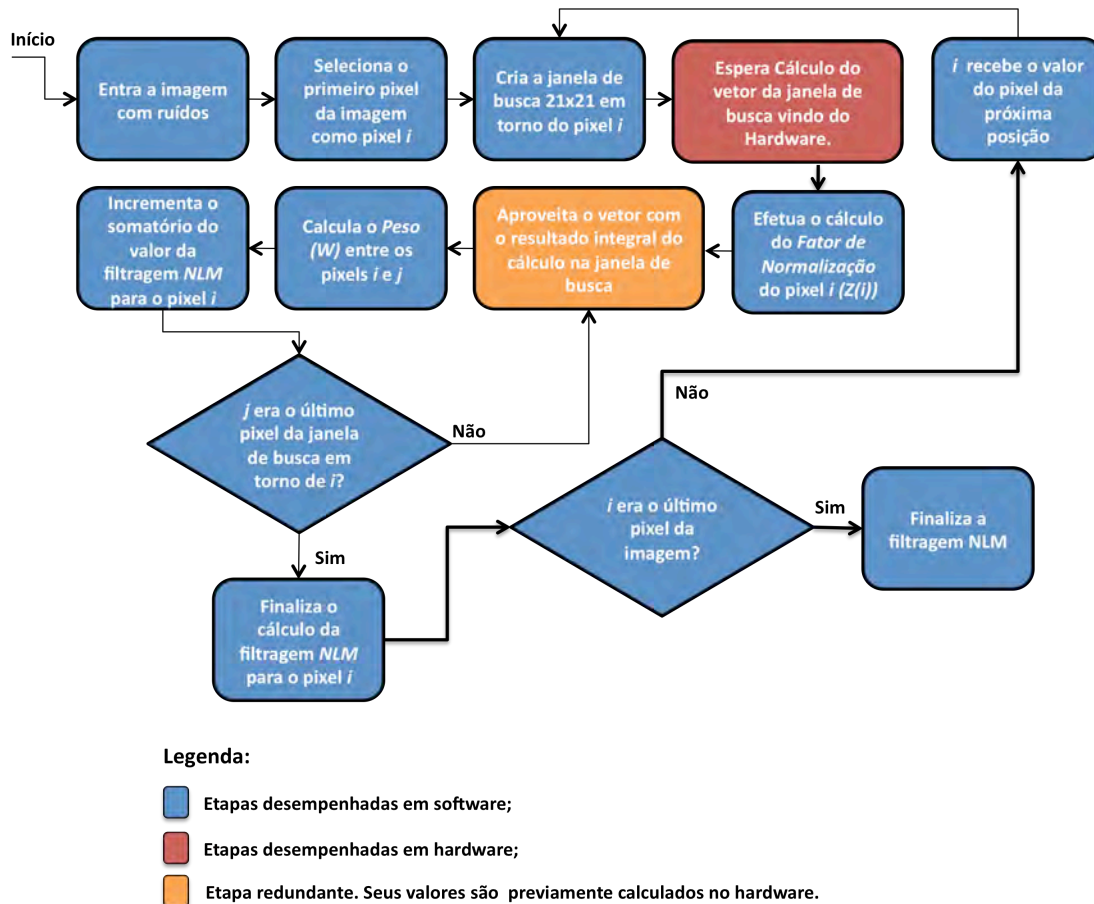 Início
Entra a imagem
com ruídos
Seleciona o
primeiro pixel
da imagem
como pixel i
Cria a janela de
busca 21x21 em
torno do pixel i
Espera Cálculo do
vetor da janela de
busca vindo do
Hardware.
i recebe o valor
do pixel da
próxima
posição
Incrementa o
somatório do
valor da
filtragem NLM
para o pixel i
Calcula o Peso
(W) entre os
pixels i e j
Aproveita o vetor com
o resultado integral do
cálculo na janela de
busca
Efetua o cálculo
do Fator de
Normalização
do pixel i (Z(i))
j era o último
pixel da janela
de busca em
torno de i?
Não
Sim
Não
i era o último
pixel da
imagem?
Sim
Finaliza a
filtragem NLM
Finaliza o
cálculo da
filtragem NLM
para o pixel i
Legenda:
Etapas desempenhadas em software;
Etapas desempenhadas em hardware;
Etapa redundante. Seus valores são previamente calculados no hardware.